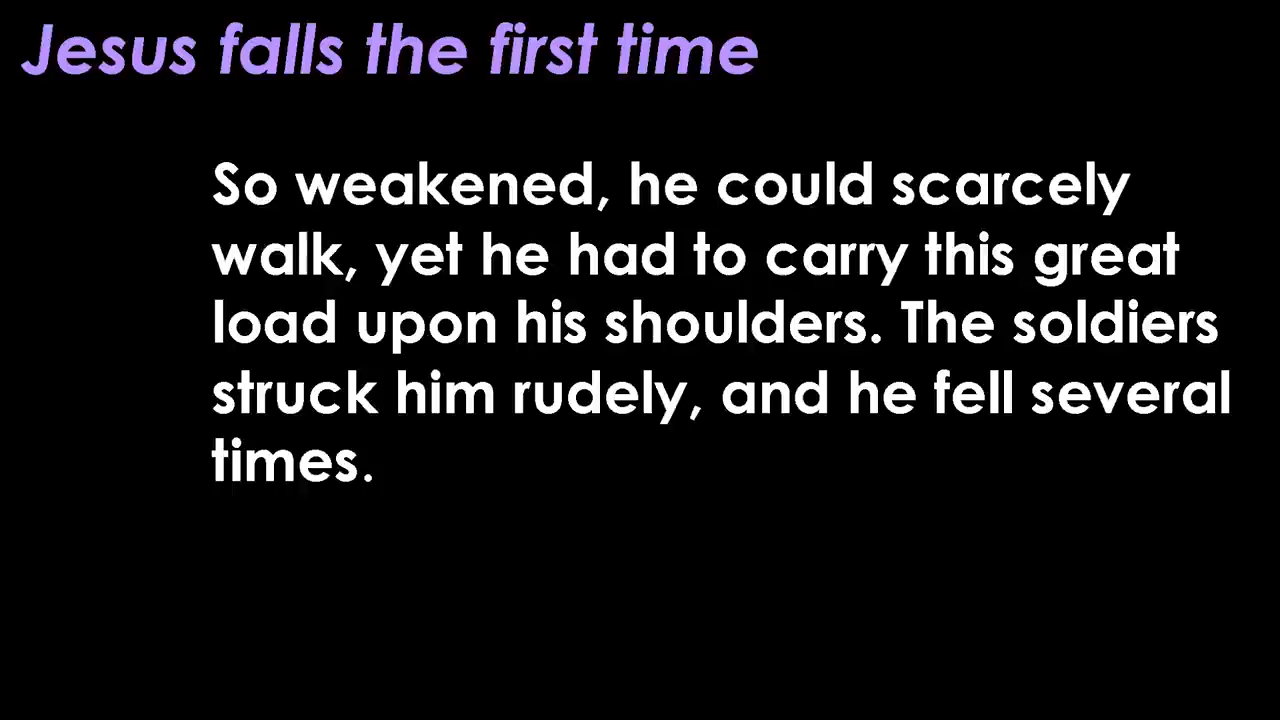 Jesus falls the first time
So weakened, he could scarcely
walk, yet he had to carry this great
load upon his shoulders. The soldiers
struck him rudely, and he fell several
times.